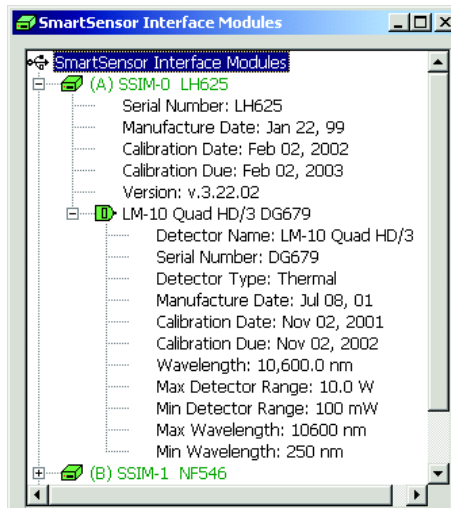 SmartSensor Interface Modules
SmartSensor Interface Modules
(A) SSIM-0 LH625
Serial Number: LH625
Manufacture Date: Jan 22, 99
Calibration Date: Feb 02, 2002
Calibration Due: Feb 02, 2003
Version: v.3.22.02
D LM-10 Quad HD/3 DG679
Detector Name: LM-10 Quad HD/3
Serial Number: DG679
Detector Type: Thermal
Manufacture Date: Jul 08, 01
Calibration Date: Nov 02, 2001
Calibration Due: Nov 02, 2002
Wavelength: 10,600.0 nm
Max Detector Range: 10.0 W
Min Detector Range: 100 mW
Max Wavelength: 10600 nm
Min Wavelength: 250 nm
(B) SSIM-1 NF546